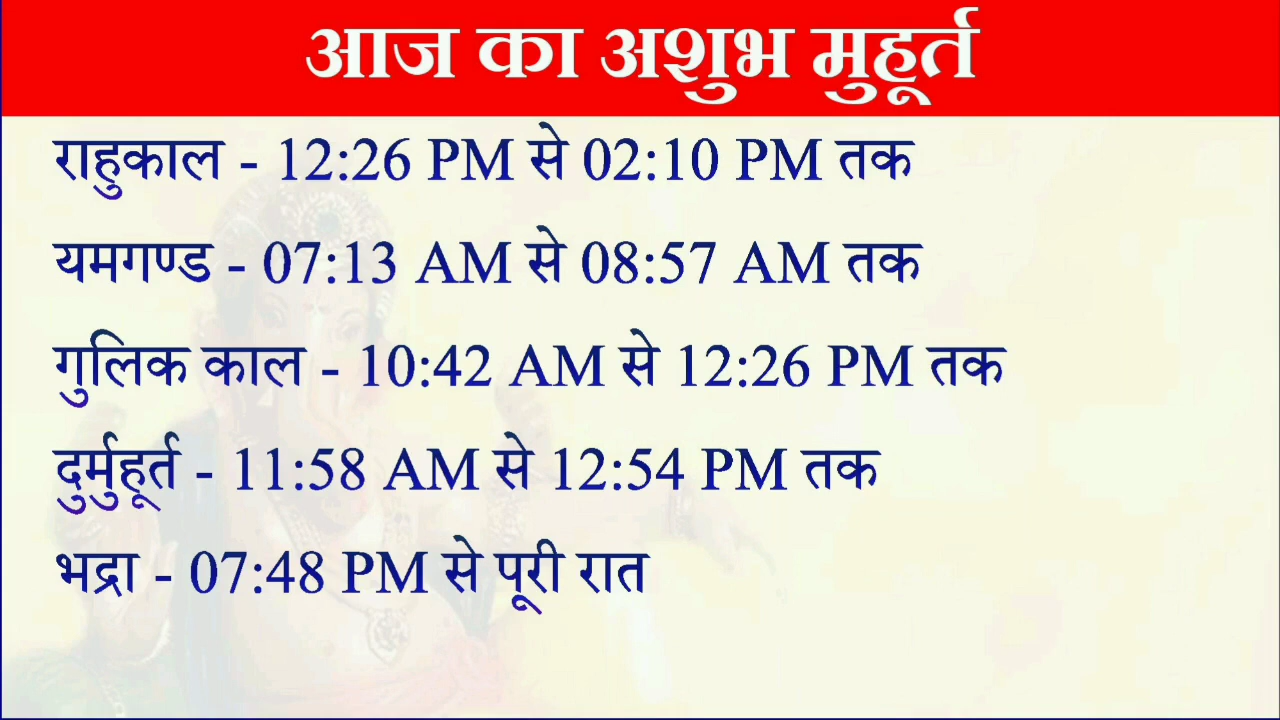 आज का अशुभ मुहूर्त
राहुकाल - 12:26 PM से 02:10 PM तक
यमगण्ड - 07:13 AM से 08:57 AM तक
गुलिक काल - 10:42 AM से 12:26 PM तक
दुर्मुहूर्त - 11:58 AM से 12:54 PM तक
भद्रा - 07:48 PM से पूरी रात